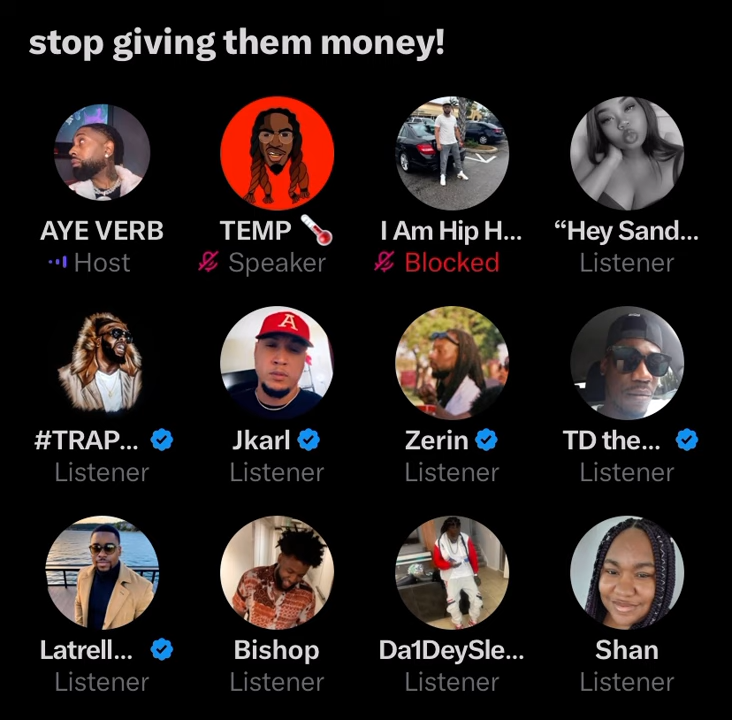 stop giving them money!
AYE VERB TEMP🌡️ I Am Hip H... “Hey Sand...
Host Speaker Blocked Listener
A
#TRAP... Jkarl Zerin TD the...
Listener Listener Listener Listener
Latrell... Bishop Da1DeySle... Shan
Listener Listener Listener Listener